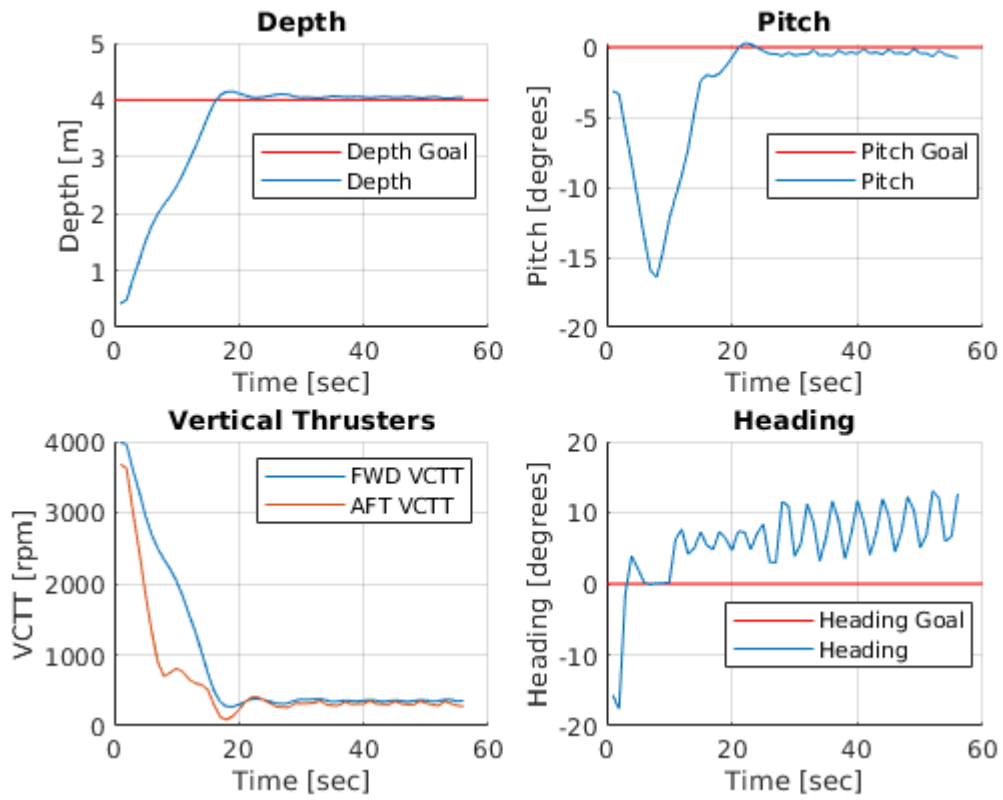 Depth
5
4
3
2
1
0
Depth [m]
Depth Goal
Depth
0
20
40
60
Time [sec]
Pitch
0
-5
-10
-15
-20
Pitch [degrees]
Pitch Goal
Pitch
0
20
40
60
Time [sec]
Vertical Thrusters
4000
3000
2000
1000
0
VCTT [rpm]
FWD VCTT
AFT VCTT
0
20
40
60
Time [sec]
Heading
20
10
0
-10
-20
Heading [degrees]
Heading Goal
Heading
0
20
40
60
Time [sec]